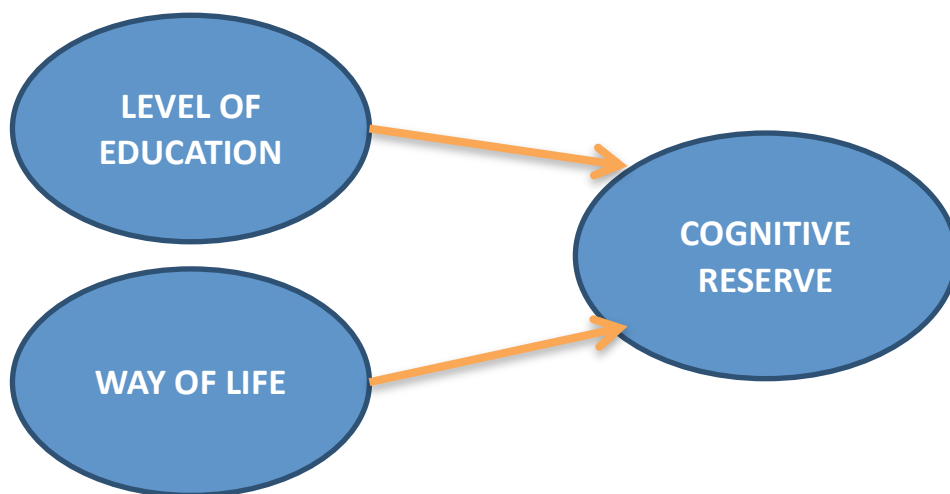 LEVEL OF
EDUCATION
COGNITIVE
RESERVE
WAY OF LIFE